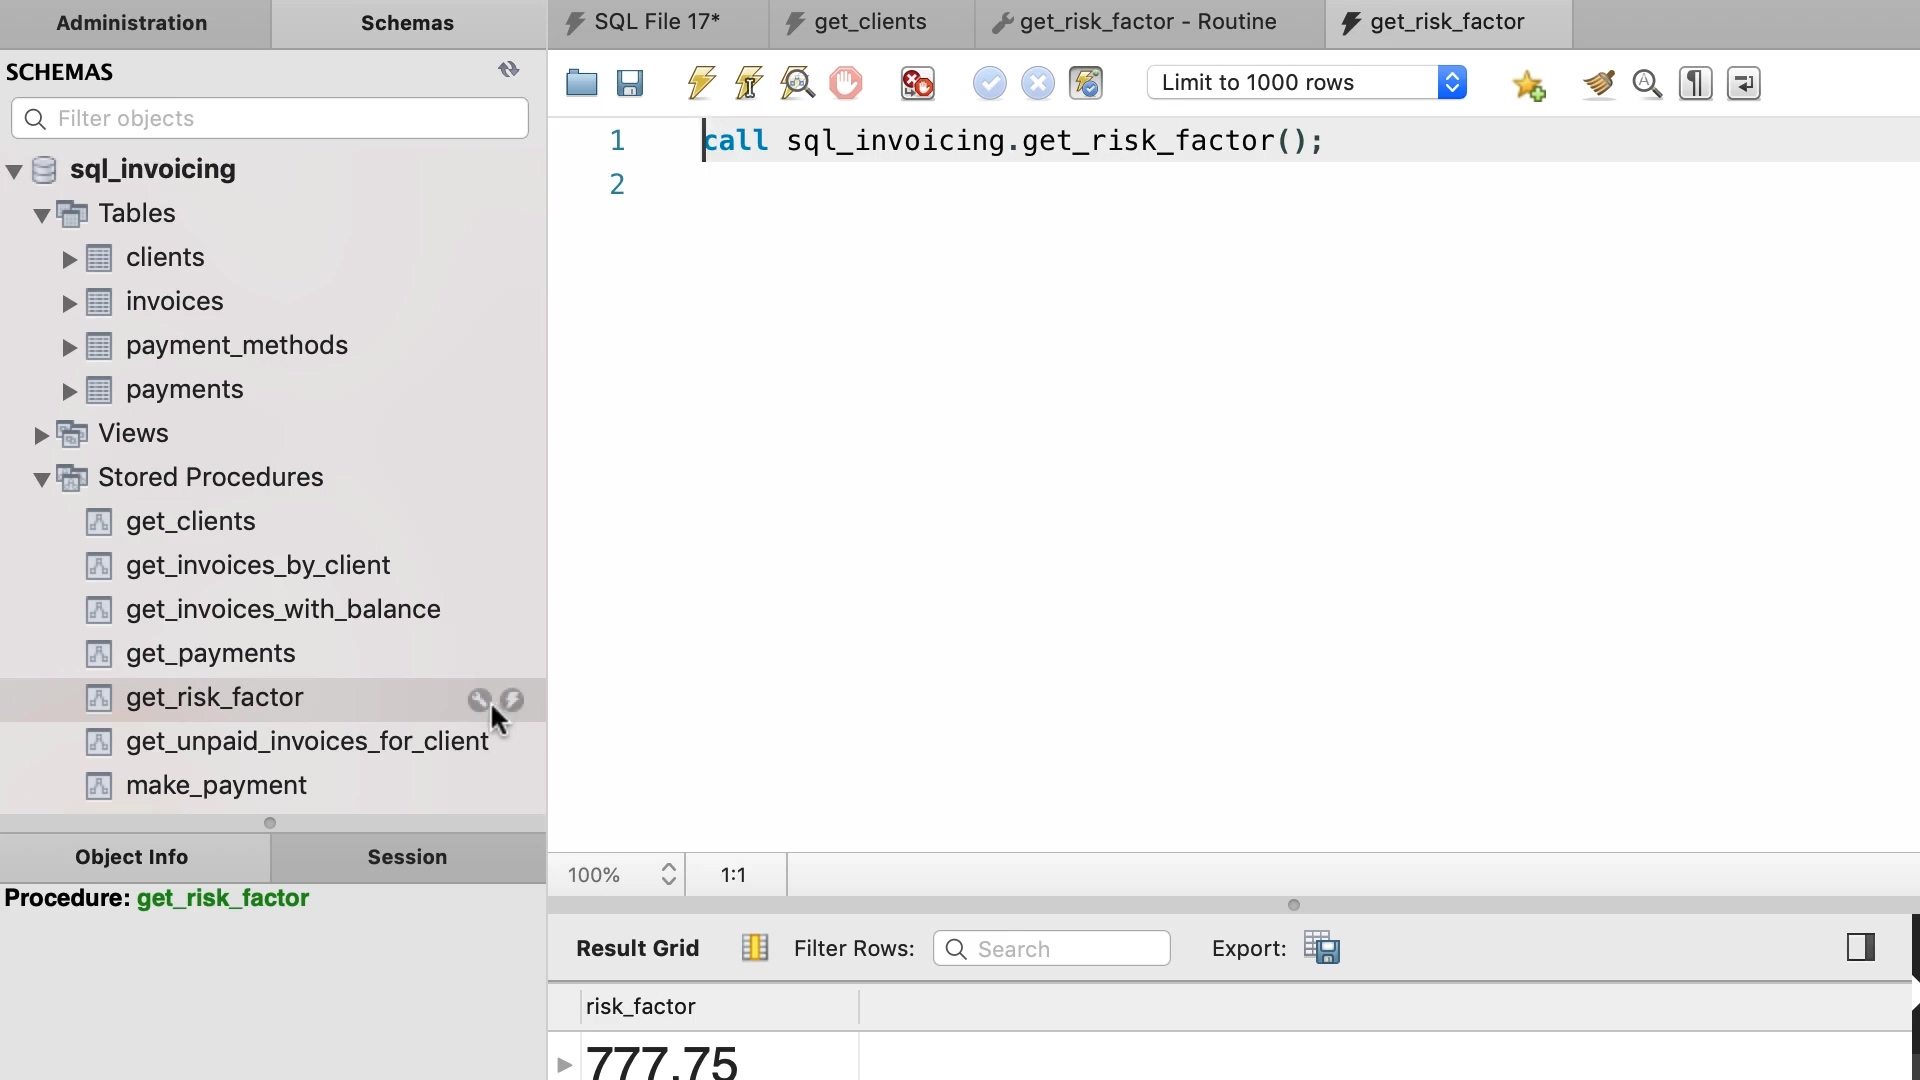 Administration
Schemas
SQL File 17*
get_clients
get_risk_factor - Routine
get_risk_factor
SCHEMAS
Filter objects
Limit to 1000 rows
1 call sql_invoicing.get_risk_factor();
2
sql_invoicing
Tables
clients
invoices
payment_methods
payments
Views
Stored Procedures
get_clients
get_invoices_by_client
get_invoices_with_balance
get_payments
get_risk_factor
get_unpaid_invoices_for_client
make_payment
Object Info
Session
Procedure: get_risk_factor
100%
1:1
Result Grid
Filter Rows:
Search
Export:
risk_factor
777.75